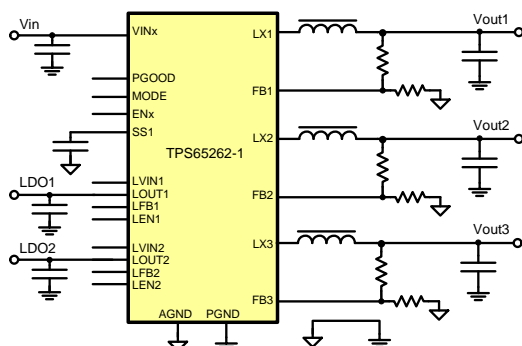 Vin
VINx
PGOOD
MODE
ENx
SS1
TPS65262-1
LDO1
LVIN1
LOUT1
LFB1
LEN1
LDO2
LVIN2
LOUT2
LFB2
LEN2
AGND
PGND
LX1
Vout1
FB1
LX2
Vout2
FB2
LX3
Vout3
FB3